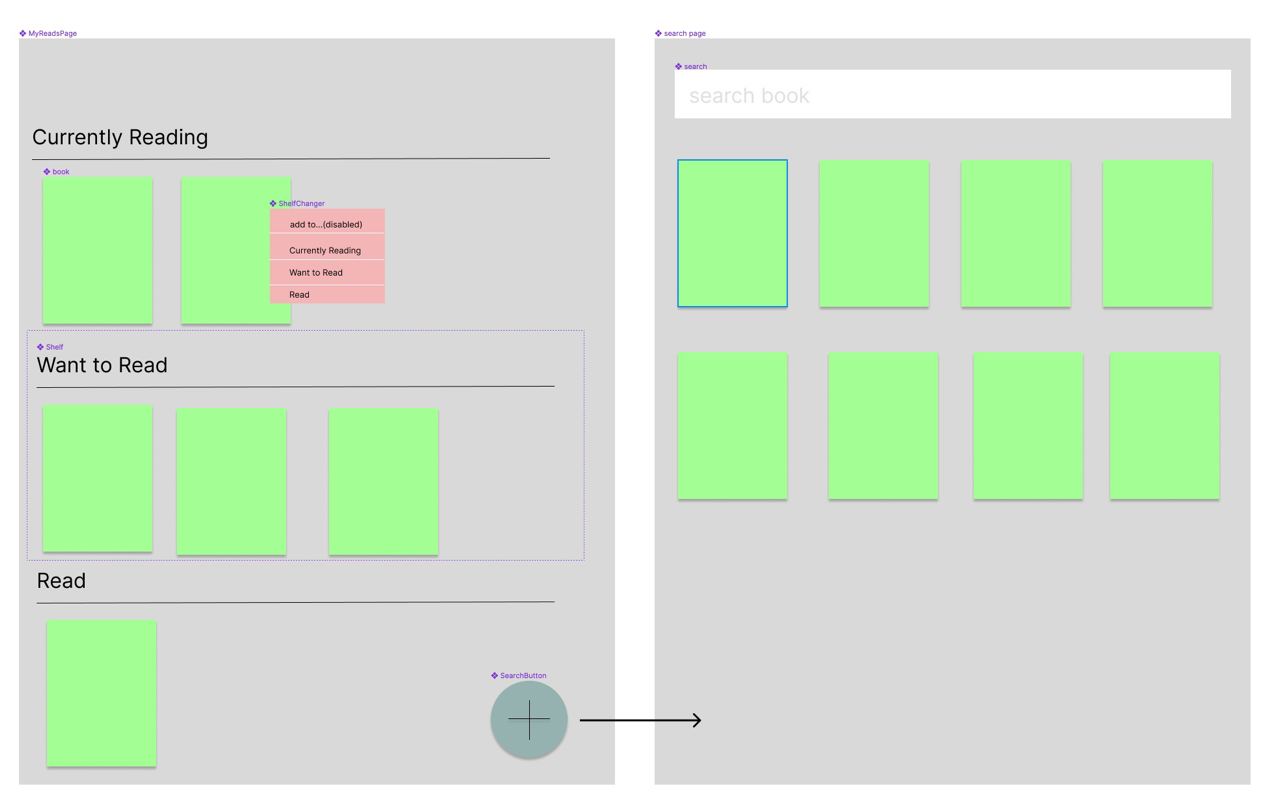 MyReadsPage
Currently Reading
book
ShelfChanger
add to...(disabled)
Currently Reading
Want to Read
Read
Shelf
Want to Read
Read
SearchButton
search page
search
search book